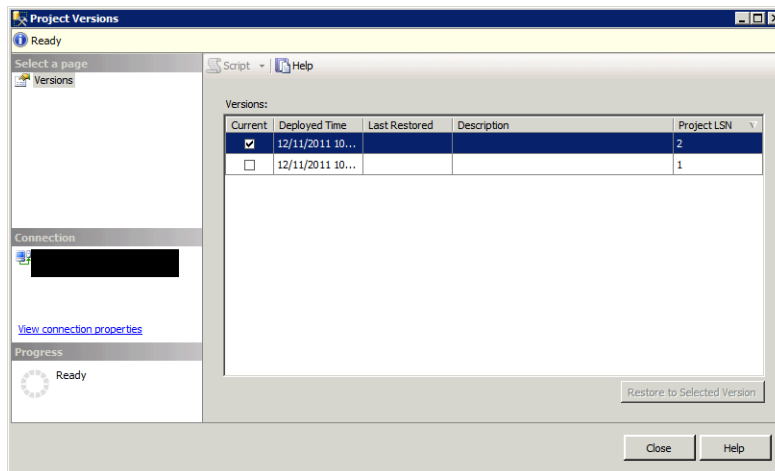 Project Versions
Ready
Select a page
Versions
Script
Help
Versions:
Current Deployed Time Last Restored Description Project LSN
12/11/2011 10... 2
12/11/2011 10... 1
Connection
View connection properties
Progress
Ready
Restore to Selected Version
Close Help